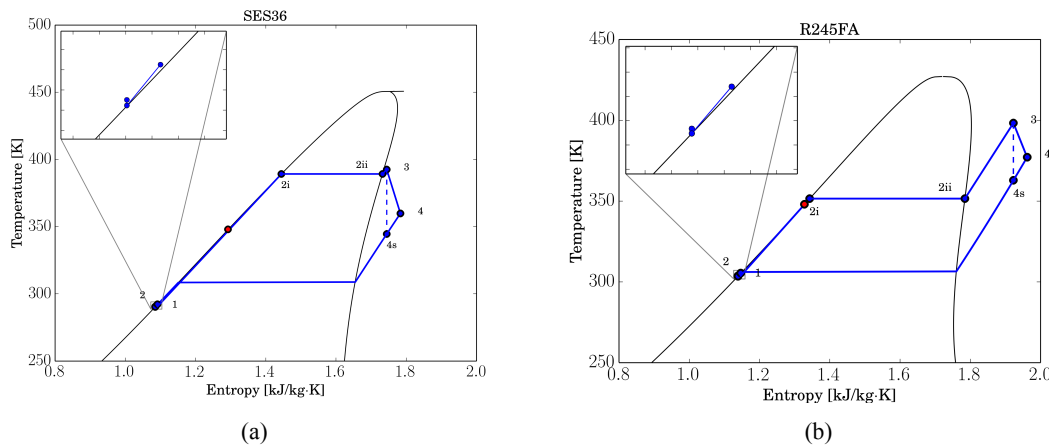 SES36
500
450
400
350
300
250
0.8
1.0
1.2
1.4
1.6
1.8
2.0
Temperature [K]
Entropy [kJ/kg·K]
2ii
3
2i
4
4s
2
1
(a)
R245FA
450
400
350
300
250
0.8
1.0
1.2
1.4
1.6
1.8
2.0
Temperature [K]
Entropy [kJ/kg·K]
3
4
2ii
4s
2i
2
1
(b)